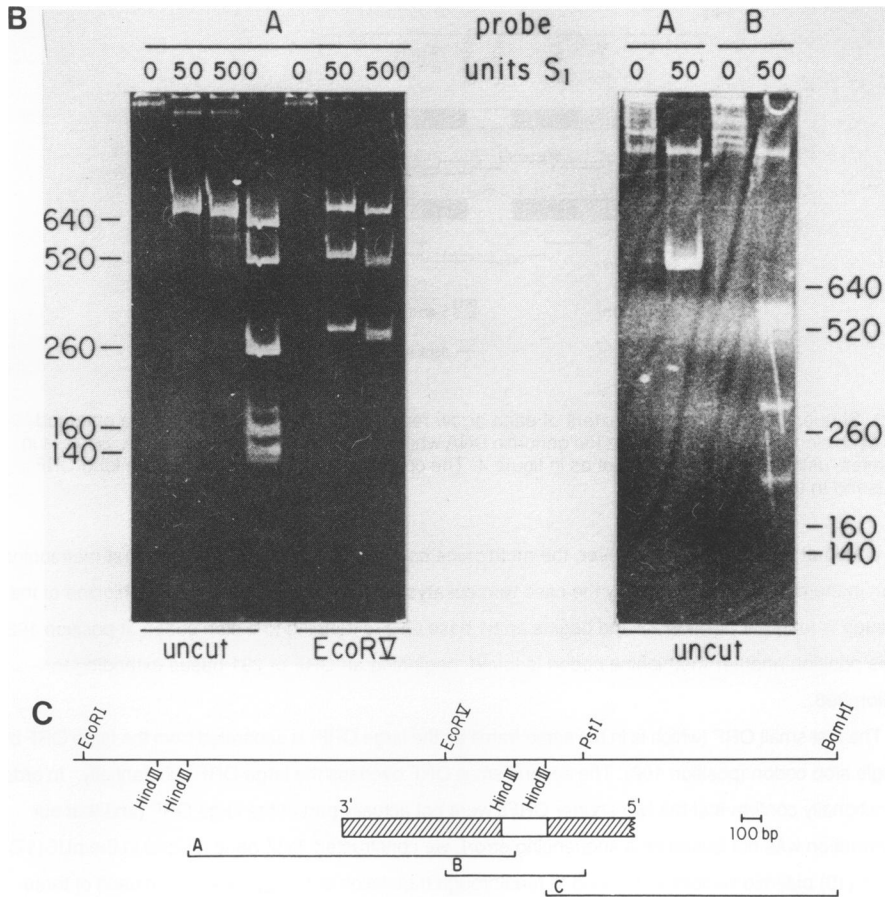 B
A probe A B
0 50 500 0 50 500 units S1 0 50 0 50
640
520
260
160
140
640
520
260
160
140
uncut EcoRV uncut
C
EcoRI
HindIII
HindIII
EcoRV
HindIII
HindIII
PstI
BamHI
3' 5'
100 bp
A
B
C